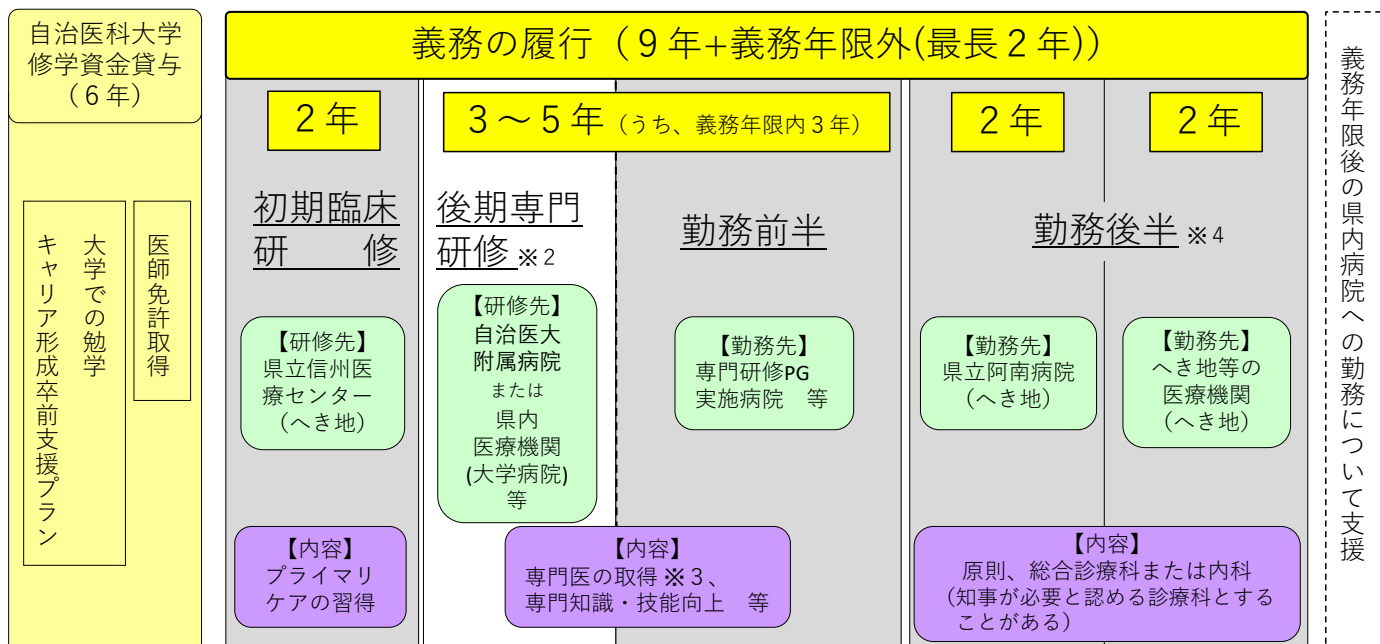 自治医科大学
修学資金貸与
（6年）
大学での勉学
キャリア形成卒前支援プラン
医師免許取得
義務の履行（９年+義務年限外(最長２年)）
２年
３～５年（うち、義務年限内３年）
２年
２年
初期臨床
研　修
後期専門
研修 ※2
勤務前半
勤務後半 ※4
【研修先】
県立信州医
療センター
（へき地）
【研修先】
自治医大
附属病院
または
県内
医療機関
(大学病院)
等
【勤務先】
専門研修PG
実施病院　等
【勤務先】
県立阿南病院
（へき地）
【勤務先】
へき地等の
医療機関
（へき地）
【内容】
プライマリ
ケアの習得
【内容】
専門医の取得※３、
専門知識・技能向上　等
【内容】
原則、総合診療科または内科
（知事が必要と認める診療科とする
ことがある）
義務年限後の県内病院への勤務について支援